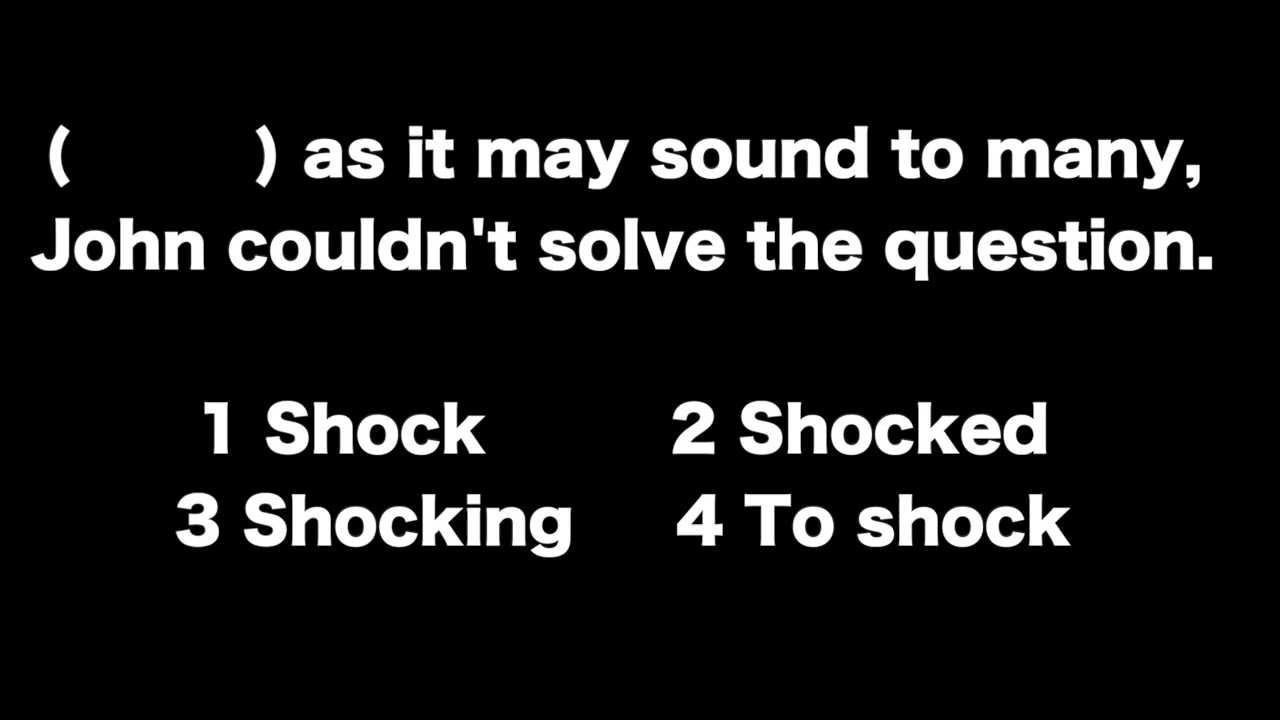 (          ) as it may sound to many,
John couldn't solve the question.
1 Shock          2 Shocked
3 Shocking     4 To shock